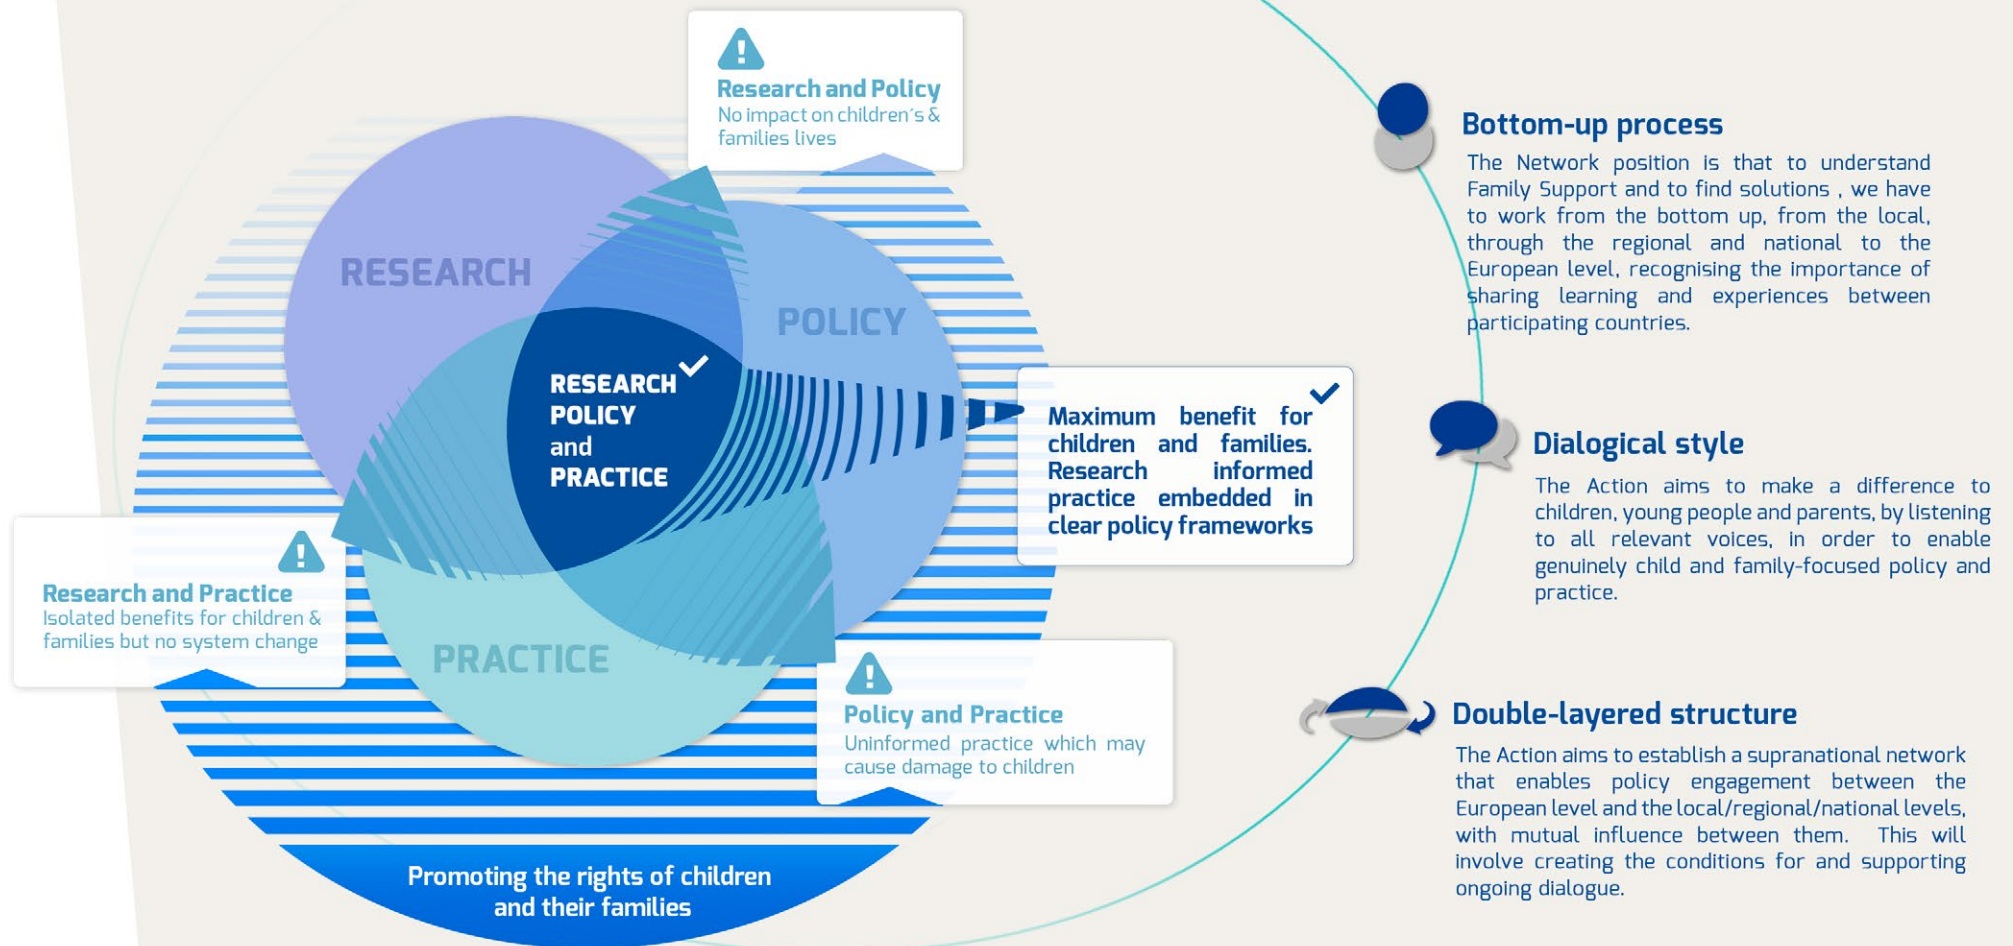 Research and Policy
No impact on children´s &
families lives
RESEARCH
POLICY
RESEARCH
POLICY
and
PRACTICE
PRACTICE
Maximum benefit for
children and families.
Research informed
practice embedded in
clear policy frameworks
Research and Practice
Isolated benefits for children &
families but no system change
Policy and Practice
Uninformed practice which may
cause damage to children
Promoting the rights of children
and their families
Bottom-up process
The Network position is that to understand
Family Support and to find solutions , we have
to work from the bottom up, from the local,
through the regional and national to the
European level, recognising the importance of
sharing learning and experiences between
participating countries.
Dialogical style
The Action aims to make a difference to
children, young people and parents, by listening
to all relevant voices, in order to enable
genuinely child and family-focused policy and
practice.
Double-layered structure
The Action aims to establish a supranational network
that enables policy engagement between the
European level and the local/regional/national levels,
with mutual influence between them. This will
involve creating the conditions for and supporting
ongoing dialogue.